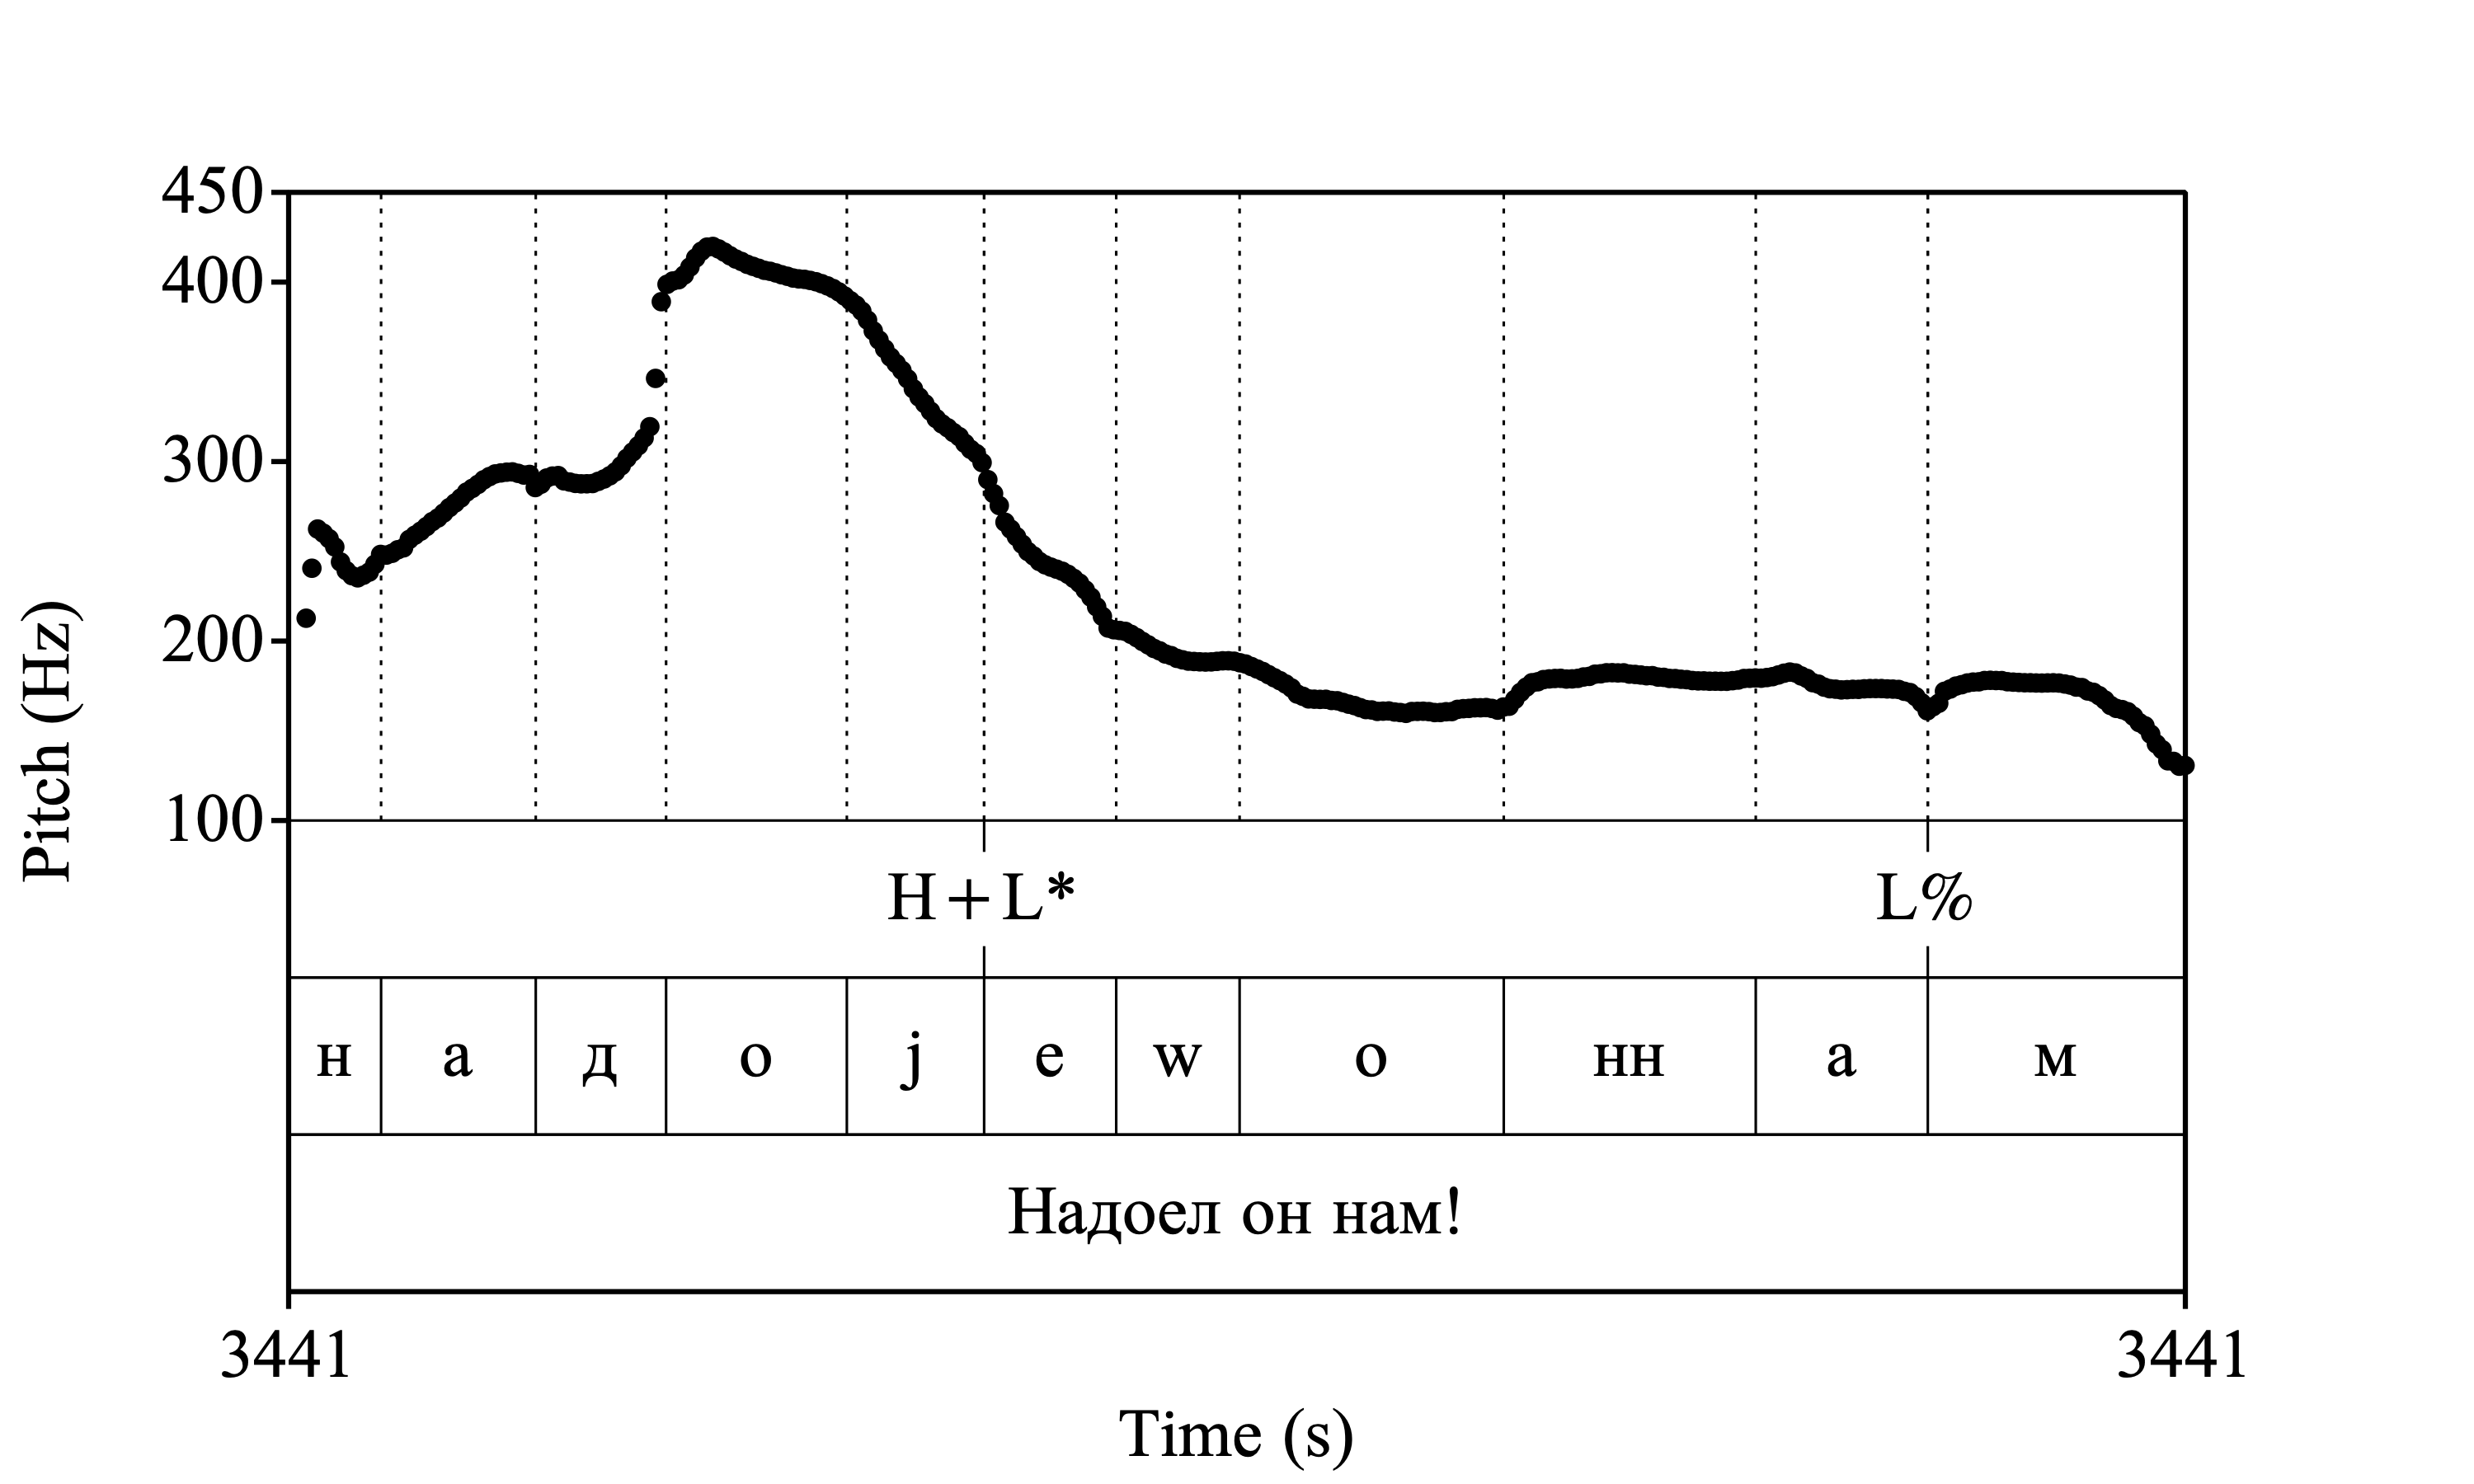 450
400
300
200
100
Pitch (Hz)
H+L* L%
н а д о j е w о нн а м
Надоел он нам!
3441 3441
Time (s)